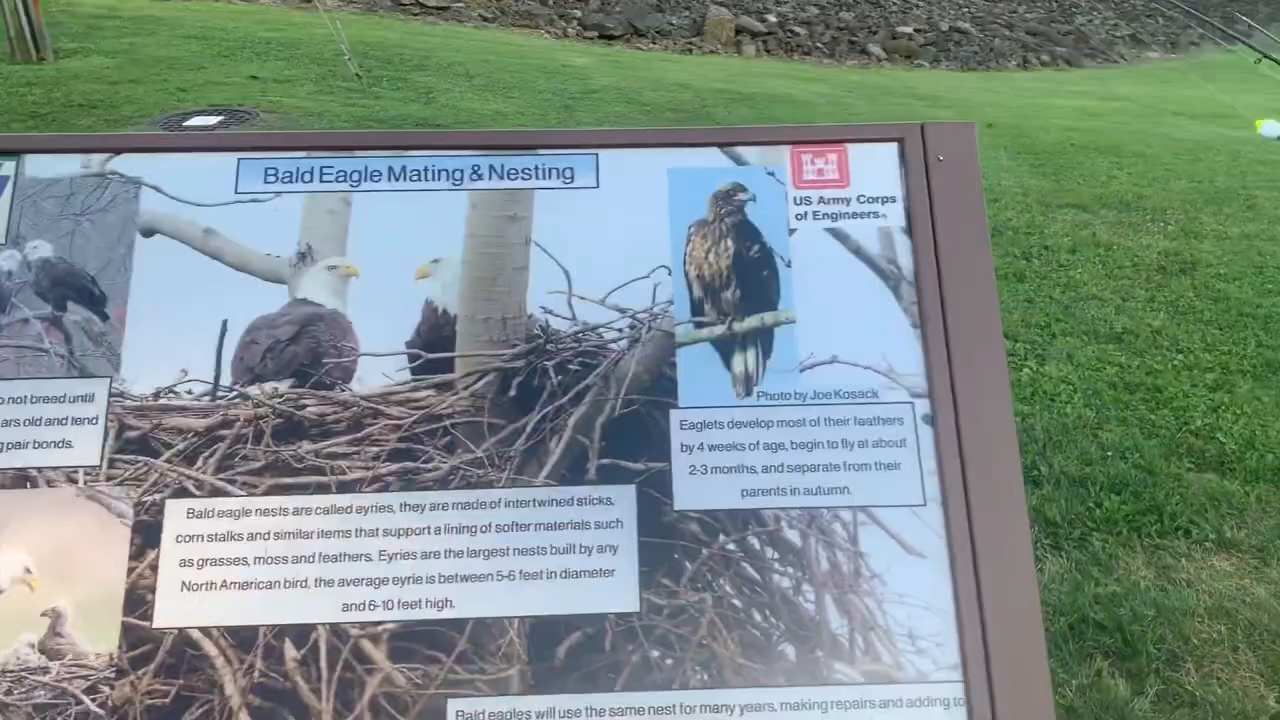 Bald Eagle Mating & Nesting
US Army Corps
of Engineers
Photo by Joe Kosack
not breed until
old and tend
pair bonds.
Eaglets develop most of their feathers
by 4 weeks of age, begin to fly at about
2-3 months, and separate from their
parents in autumn.
Bald eagle nests are called eyries, they are made of intertwined sticks,
corn stalks and similar items that support a lining of softer materials such
as grasses, moss and feathers. Eyries are the largest nests built by any
North American bird, the average eyrie is between 5-6 feet in diameter
and 6-10 feet high.
Bald eagles will use the same nest for many years, making repairs and adding to